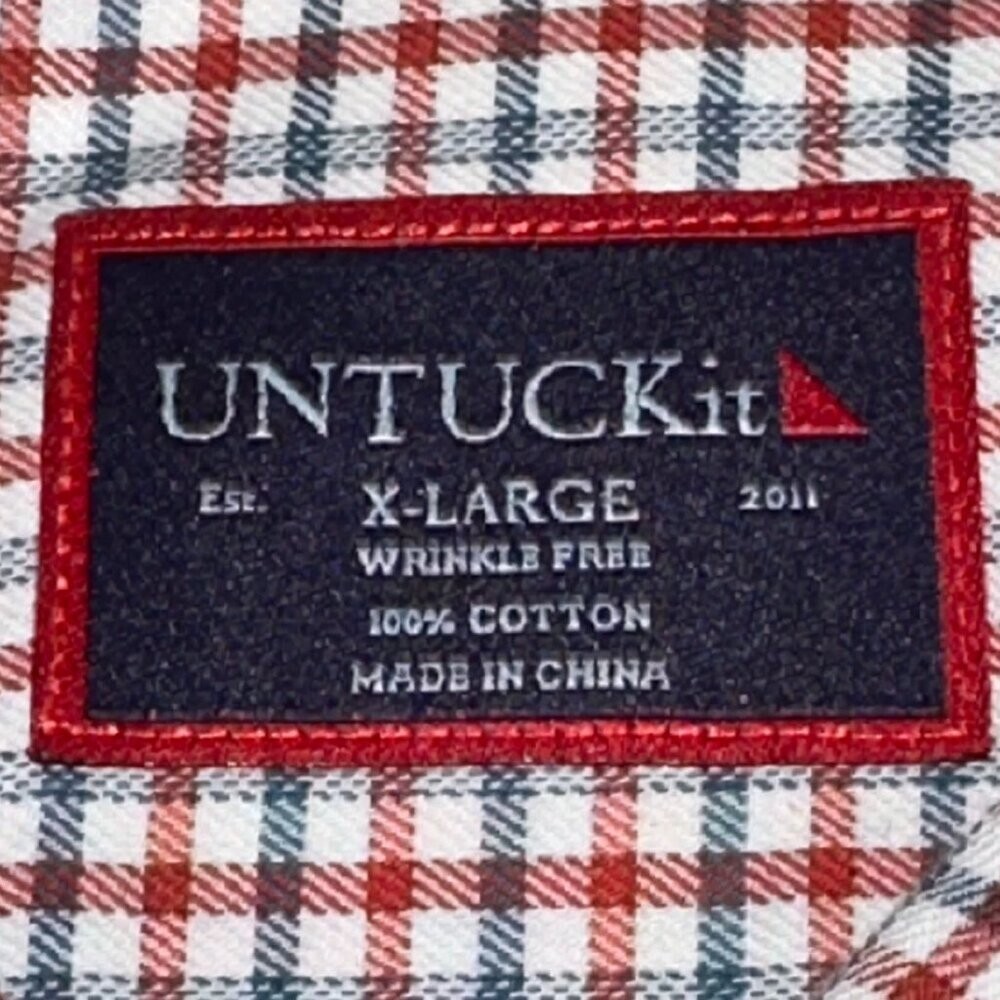 UNTUCKit
Est. X-LARGE 2011
WRINKLE FREE
100% COTTON
MADE IN CHINA